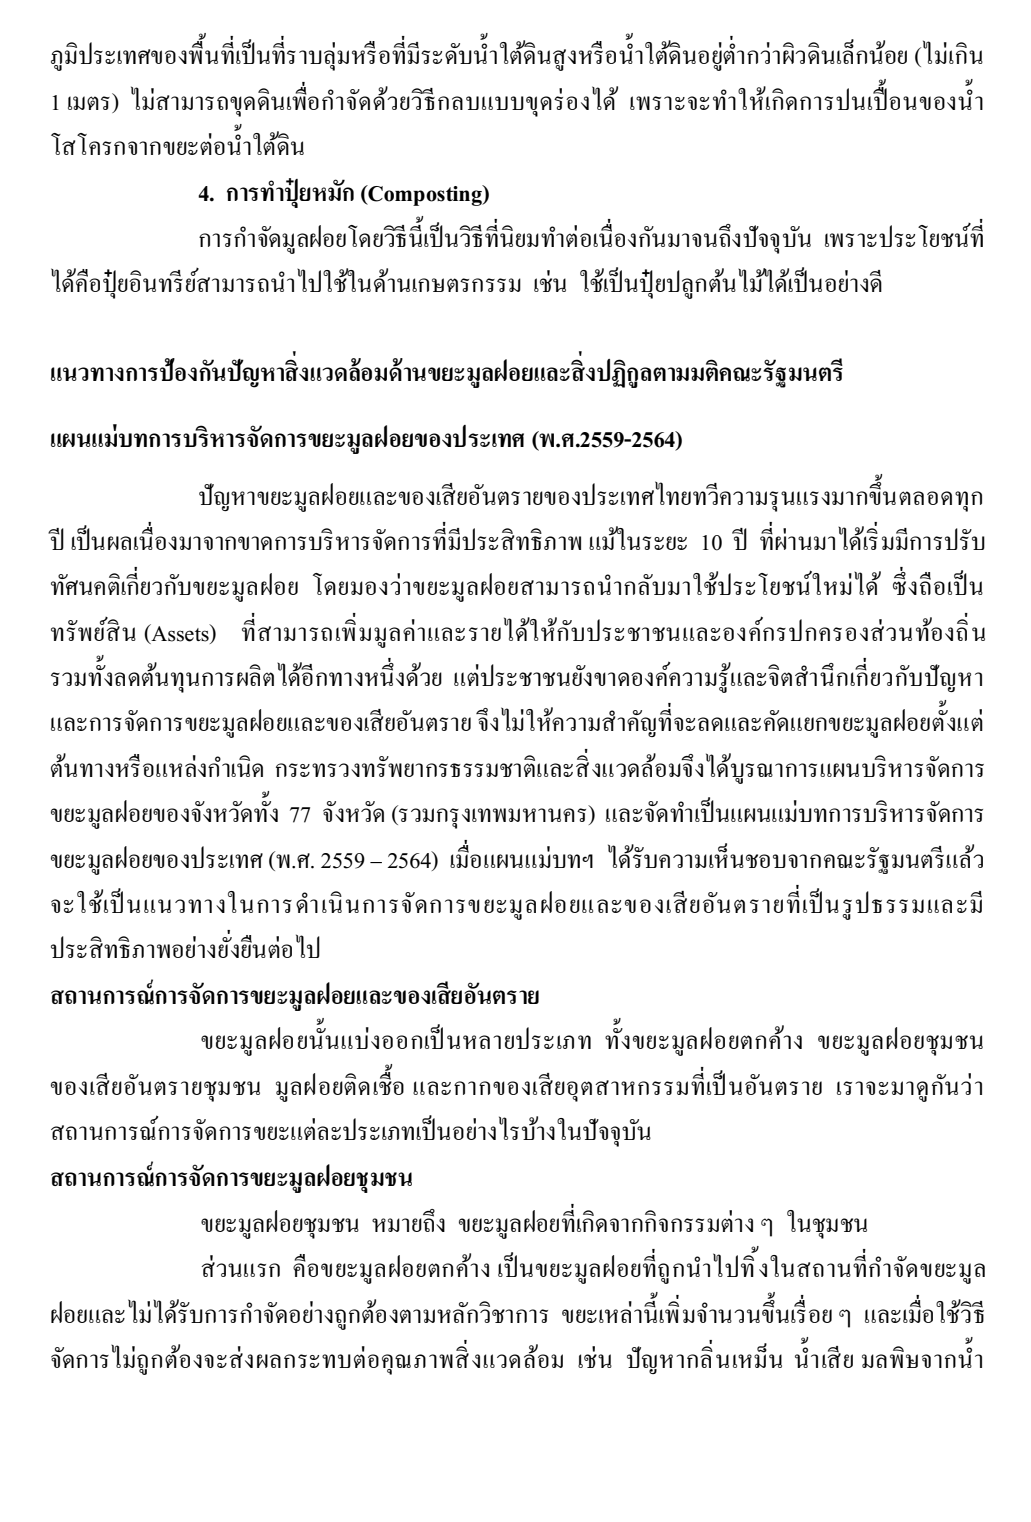 ภูมิประเทศของพื้นที่เป็นที่ราบลุ่มหรือที่มีระดับน้ำใต้ดินสูงหรือน้ำใต้ดินอยู่ต่ำกว่าผิวดินเล็กน้อย (ไม่เกิน
1 เมตร) ไม่สามารถขุดดินเพื่อกำจัดด้วยวิธีกลบแบบขุดร่องได้ เพราะจะทำให้เกิดการปนเปื้อนของน้ำ
โสโครกจากขยะต่อน้ำใต้ดิน
4. การทำปุ๋ยหมัก (Composting)
การกำจัดมูลฝอยโดยวิธีนี้เป็นวิธีที่นิยมทำต่อเนื่องกันมาจนถึงปัจจุบัน เพราะประโยชน์ที่
ได้คือปุ๋ยอินทรีย์สามารถนำไปใช้ในด้านเกษตรกรรม เช่น ใช้เป็นปุ๋ยปลูกต้นไม้ได้เป็นอย่างดี
แนวทางการป้องกันปัญหาสิ่งแวดล้อมด้านขยะมูลฝอยและสิ่งปฏิกูลตามมติคณะรัฐมนตรี
แผนแม่บทการบริหารจัดการขยะมูลฝอยของประเทศ (พ.ศ.2559-2564)
ปัญหาขยะมูลฝอยและของเสียอันตรายของประเทศไทยทวีความรุนแรงมากขึ้นตลอดทุก
ปี เป็นผลเนื่องมาจากขาดการบริหารจัดการที่มีประสิทธิภาพ แม้ในระยะ 10 ปี ที่ผ่านมาได้เริ่มมีการปรับ
ทัศนคติเกี่ยวกับขยะมูลฝอย โดยมองว่าขยะมูลฝอยสามารถนำกลับมาใช้ประโยชน์ใหม่ได้ ซึ่งถือเป็น
ทรัพย์สิน (Assets) ที่สามารถเพิ่มมูลค่าและรายได้ให้กับประชาชนและองค์กรปกครองส่วนท้องถิ่น
รวมทั้งลดต้นทุนการผลิตได้อีกทางหนึ่งด้วย แต่ประชาชนยังขาดองค์ความรู้และจิตสำนึกเกี่ยวกับปัญหา
และการจัดการขยะมูลฝอยและของเสียอันตราย จึงไม่ให้ความสำคัญที่จะลดและคัดแยกขยะมูลฝอยตั้งแต่
ต้นทางหรือแหล่งกำเนิด กระทรวงทรัพยากรธรรมชาติและสิ่งแวดล้อมจึงได้บูรณาการแผนบริหารจัดการ
ขยะมูลฝอยของจังหวัดทั้ง 77 จังหวัด (รวมกรุงเทพมหานคร) และจัดทำเป็นแผนแม่บทการบริหารจัดการ
ขยะมูลฝอยของประเทศ (พ.ศ. 2559 – 2564) เมื่อแผนแม่บทฯ ได้รับความเห็นชอบจากคณะรัฐมนตรีแล้ว
จะใช้เป็นแนวทางในการดำเนินการจัดการขยะมูลฝอยและของเสียอันตรายที่เป็นรูปธรรมและมี
ประสิทธิภาพอย่างยั่งยืนต่อไป
สถานการณ์การจัดการขยะมูลฝอยและของเสียอันตราย
ขยะมูลฝอยนั้นแบ่งออกเป็นหลายประเภท ทั้งขยะมูลฝอยตกค้าง ขยะมูลฝอยชุมชน
ของเสียอันตรายชุมชน มูลฝอยติดเชื้อ และกากของเสียอุตสาหกรรมที่เป็นอันตราย เราจะมาดูกันว่า
สถานการณ์การจัดการขยะแต่ละประเภทเป็นอย่างไรบ้างในปัจจุบัน
สถานการณ์การจัดการขยะมูลฝอยชุมชน
ขยะมูลฝอยชุมชน หมายถึง ขยะมูลฝอยที่เกิดจากกิจกรรมต่าง ๆ ในชุมชน
ส่วนแรก คือขยะมูลฝอยตกค้าง เป็นขยะมูลฝอยที่ถูกนำไปทิ้งในสถานที่กำจัดขยะมูล
ฝอยและไม่ได้รับการกำจัดอย่างถูกต้องตามหลักวิชาการ ขยะเหล่านี้เพิ่มจำนวนขึ้นเรื่อย ๆ และเมื่อใช้วิธี
จัดการไม่ถูกต้องจะส่งผลกระทบต่อคุณภาพสิ่งแวดล้อม เช่น ปัญหากลิ่นเหม็น น้ำเสีย มลพิษจากน้ำ